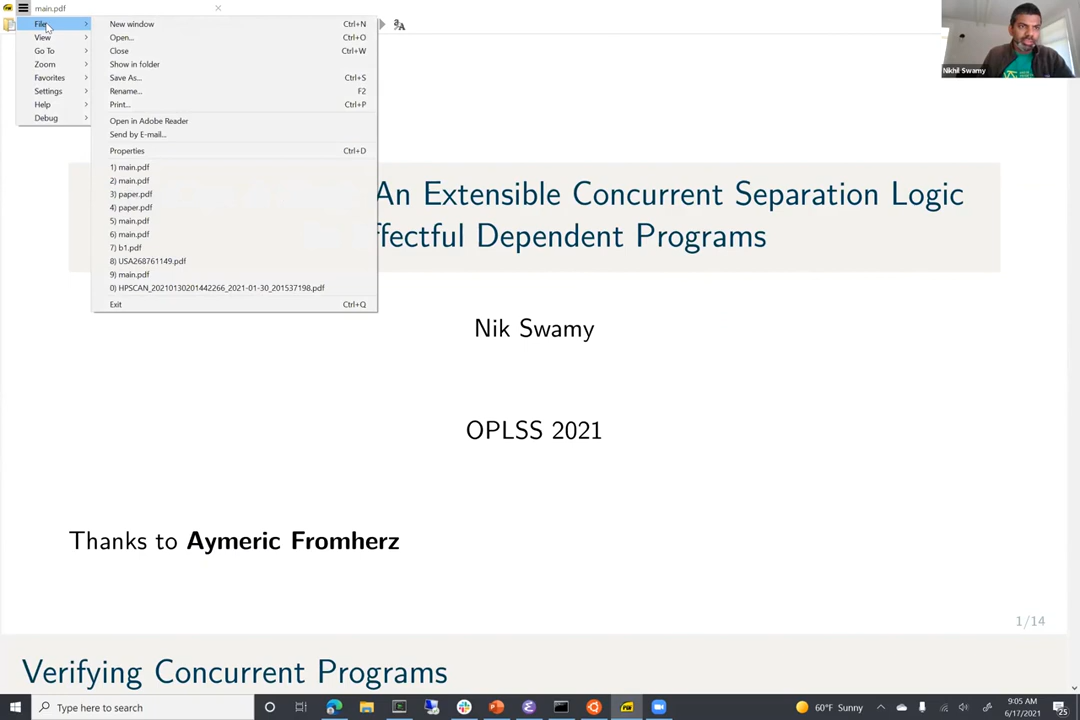 main.pdf
File
View
Go To
Zoom
Favorites
Settings
Help
Debug
New window Ctrl+N
Open... Ctrl+O
Close Ctrl+W
Show in folder
Save As... Ctrl+S
Rename... F2
Print... Ctrl+P
Open in Adobe Reader
Send by E-mail...
Properties Ctrl+D
1) main.pdf
2) main.pdf
3) paper.pdf
4) paper.pdf
5) main.pdf
6) main.pdf
7) b1.pdf
8) USA268761149.pdf
9) main.pdf
0) HPSCAN_20210130201442266_2021-01-30_201537198.pdf
Exit Ctrl+Q
Nikhil Swamy
An Extensible Concurrent Separation Logic
ffectful Dependent Programs
Nik Swamy
OPLSS 2021
Thanks to Aymeric Fromherz
1/14
Verifying Concurrent Programs
Type here to search
60°F Sunny
9:05 AM
6/17/2021
25